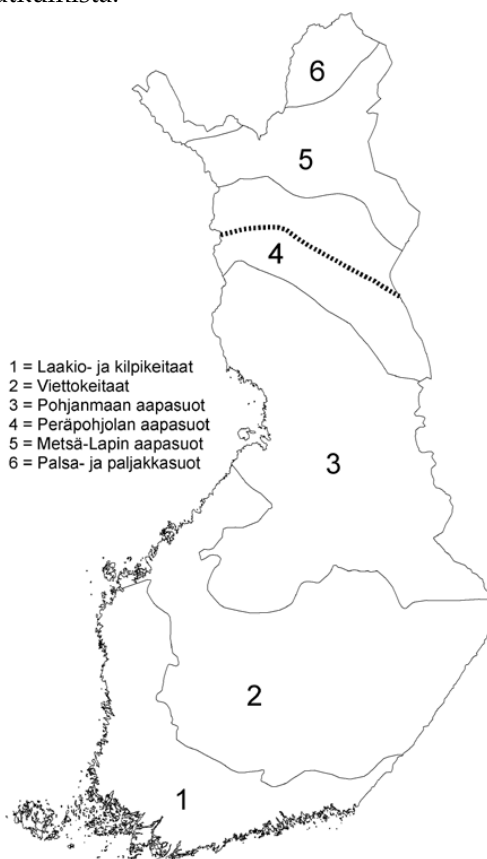 6
5
4
1 = Laakio- ja kilpikeitaat
2 = Viettokeitaat
3 = Pohjanmaan aapasuot
4 = Peräpohjolan aapasuot
5 = Metsä-Lapin aapasuot
6 = Palsa- ja paljakkasuot
3
2
1